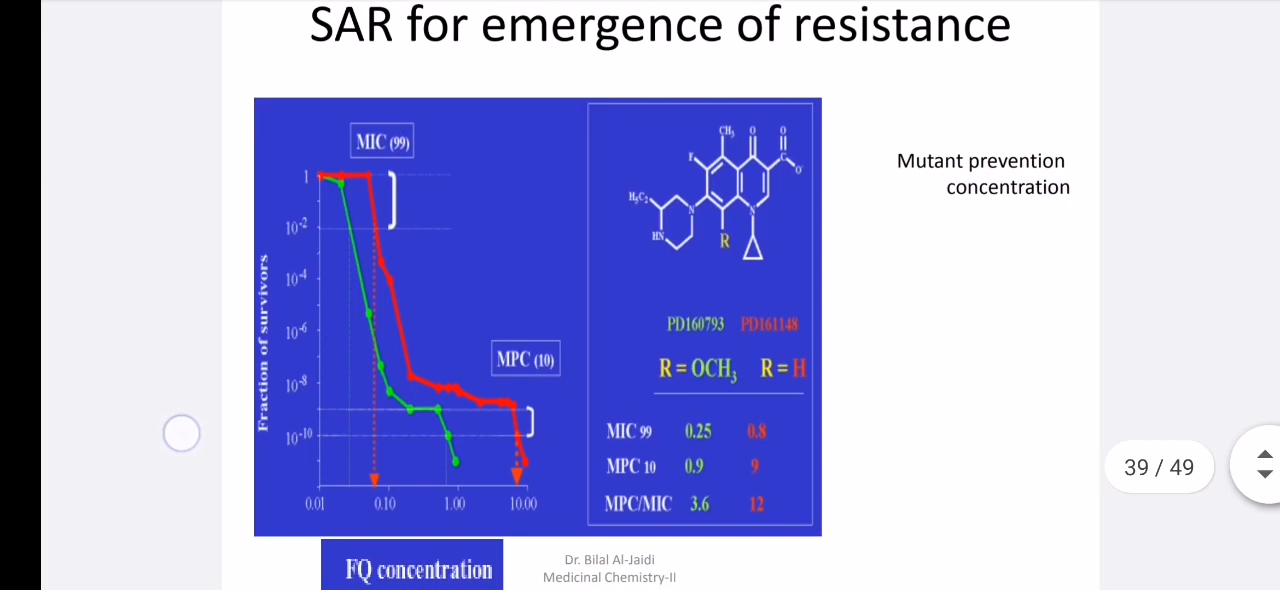 SAR for emergence of resistance
MIC (99)
1
10-2
10-4
10-6
10-8
10-10
Fraction of survivors
MPC (10)
0.01 0.10 1.00 10.00
FQ concentration
CH3 O O
F C O-
H3C
N N
HN R
PD160793 PD161148
R = OCH3 R = H
MIC 99 0.25 0.8
MPC 10 0.9 9
MPC/MIC 3.6 12
Mutant prevention
concentration
39 / 49
Dr. Bilal Al-Jaidi
Medicinal Chemistry-II